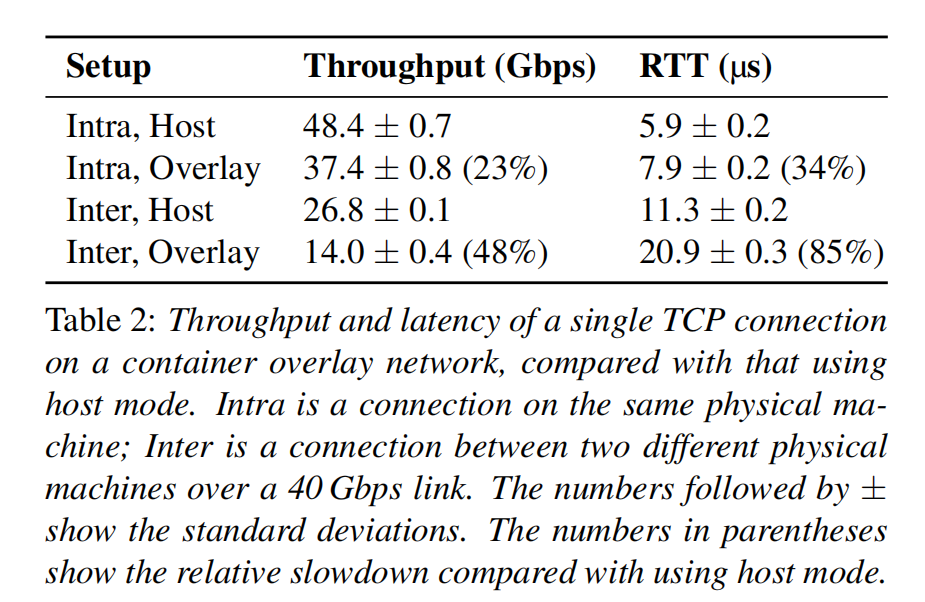 Setup Throughput (Gbps) RTT (µs)
Intra, Host 48.4 ± 0.7 5.9 ± 0.2
Intra, Overlay 37.4 ± 0.8 (23%) 7.9 ± 0.2 (34%)
Inter, Host 26.8 ± 0.1 11.3 ± 0.2
Inter, Overlay 14.0 ± 0.4 (48%) 20.9 ± 0.3 (85%)
Table 2: Throughput and latency of a single TCP connection
on a container overlay network, compared with that using
host mode. Intra is a connection on the same physical ma-
chine; Inter is a connection between two different physical
machines over a 40 Gbps link. The numbers followed by ±
show the standard deviations. The numbers in parentheses
show the relative slowdown compared with using host mode.